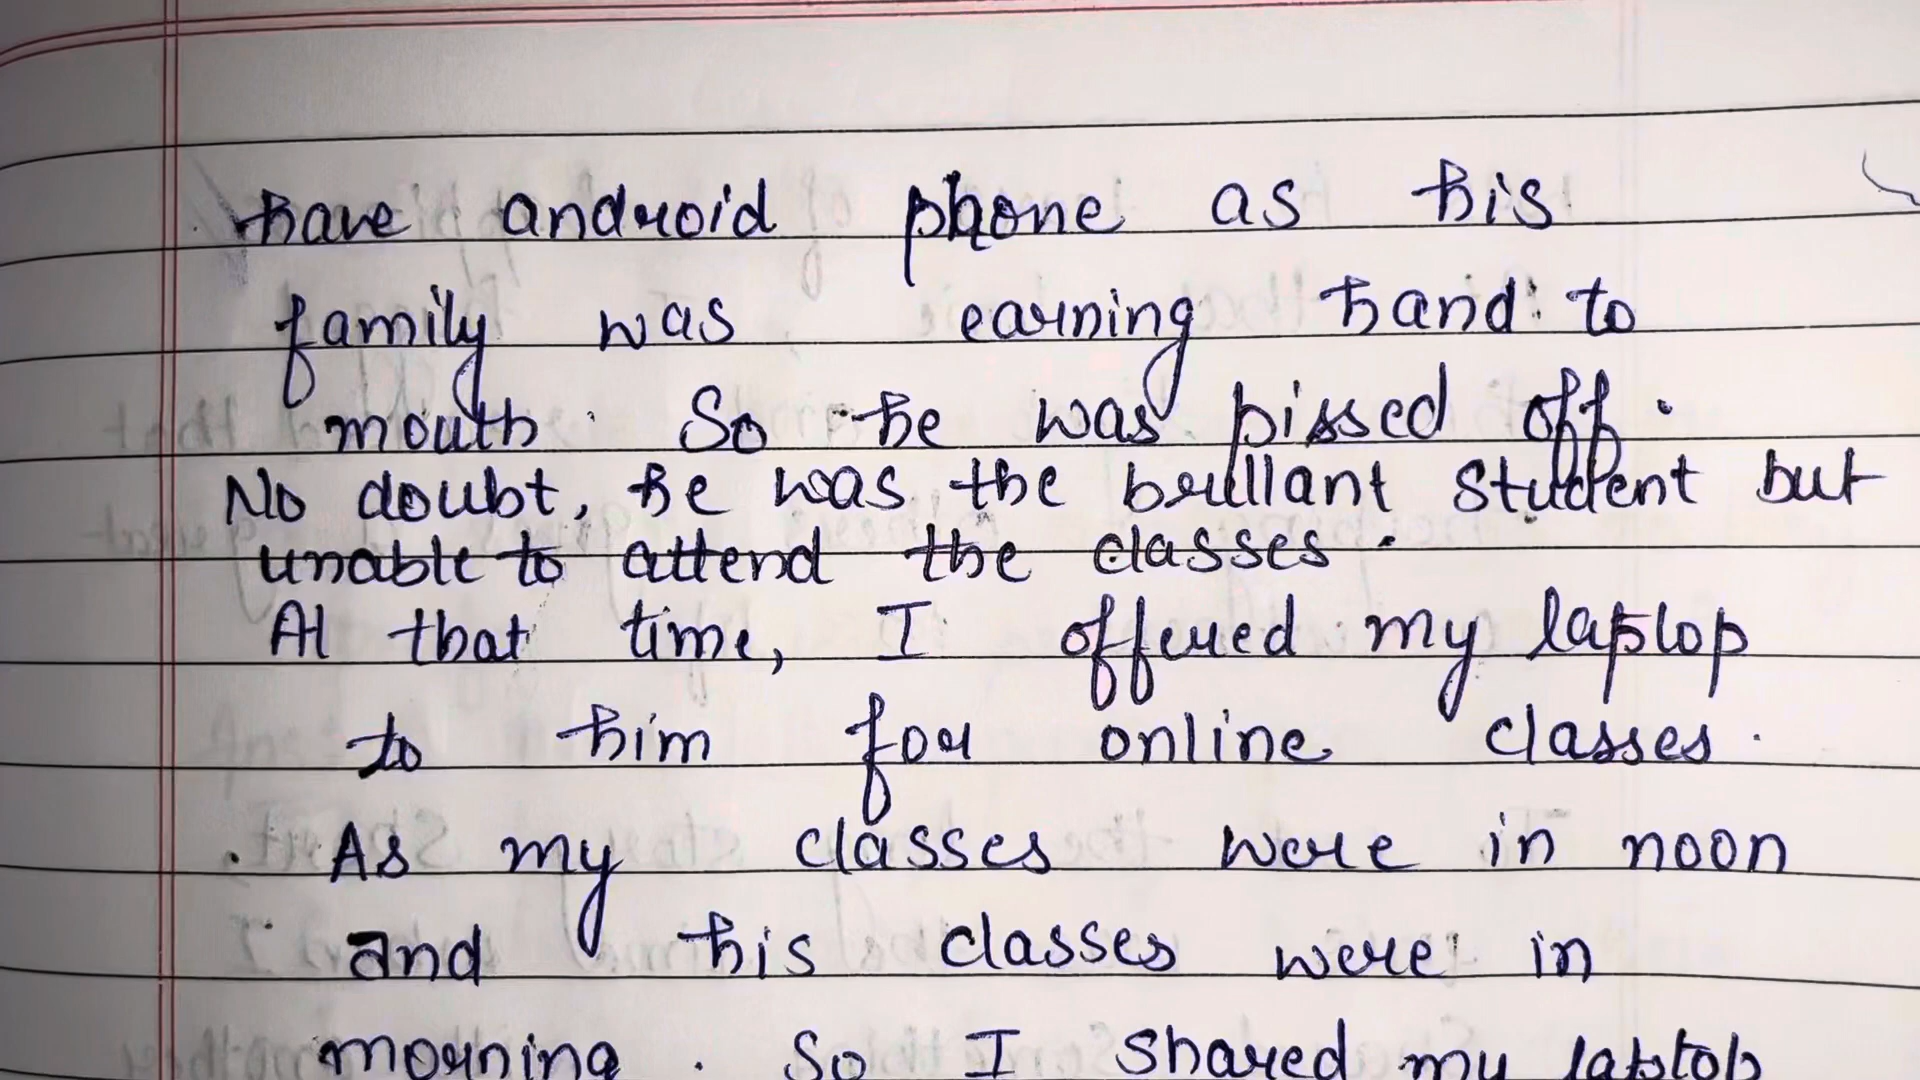 have android phone as his
family was earning hand to
mouth. So he was pissed off.
No doubt, he was the brillant student but
unable to attend the classes.
At that time, I offered my laptop
to him for online classes.
As my classes were in noon
and his classes were in
morning. So I shared my laptop